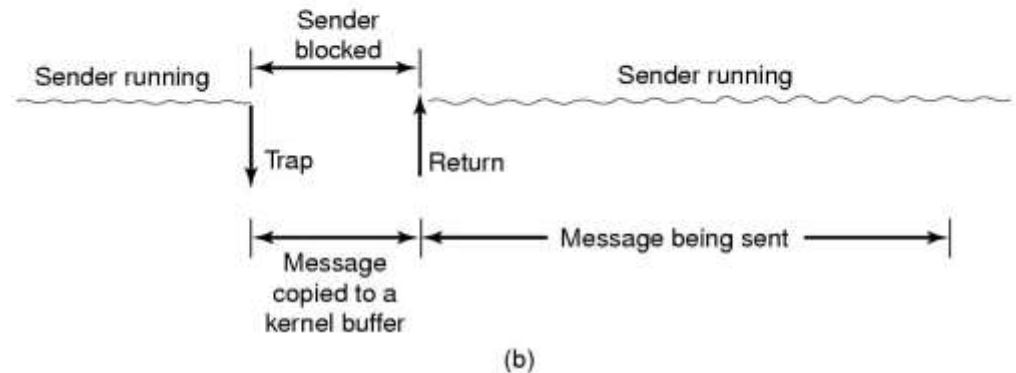 Sender
blocked
Sender running
Sender running
Trap
Return
Message being sent
Message
copied to a
kernel buffer
(b)